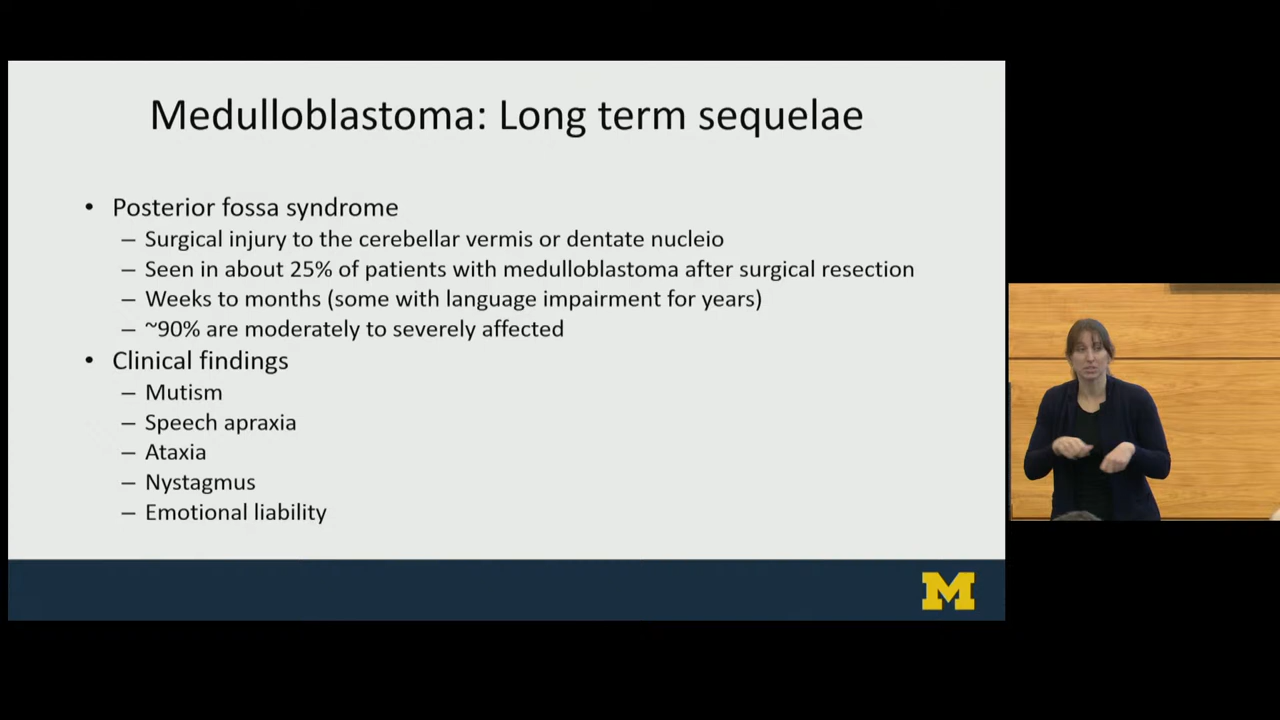 Medulloblastoma: Long term sequelae
• Posterior fossa syndrome
– Surgical injury to the cerebellar vermis or dentate nucleio
– Seen in about 25% of patients with medulloblastoma after surgical resection
– Weeks to months (some with language impairment for years)
– ~90% are moderately to severely affected
• Clinical findings
– Mutism
– Speech apraxia
– Ataxia
– Nystagmus
– Emotional liability
M